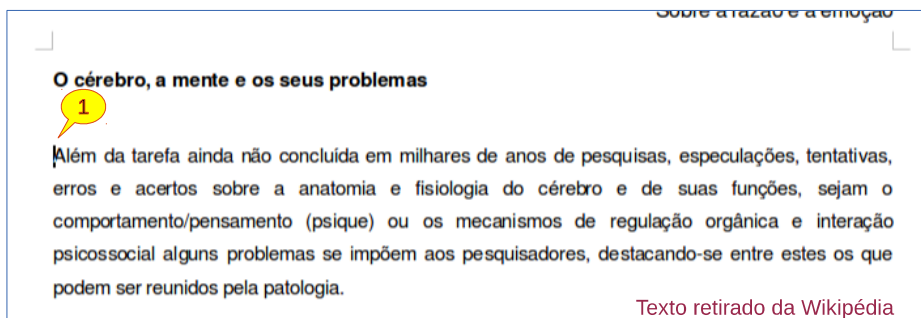 Sobre a razão e a emoção
O cérebro, a mente e os seus problemas
1
Além da tarefa ainda não concluída em milhares de anos de pesquisas, especulações, tentativas,
erros e acertos sobre a anatomia e fisiologia do cérebro e de suas funções, sejam o
comportamento/pensamento (psique) ou os mecanismos de regulação orgânica e interação
psicossocial alguns problemas se impõem aos pesquisadores, destacando-se entre estes os que
podem ser reunidos pela patologia.
Texto retirado da Wikipédia